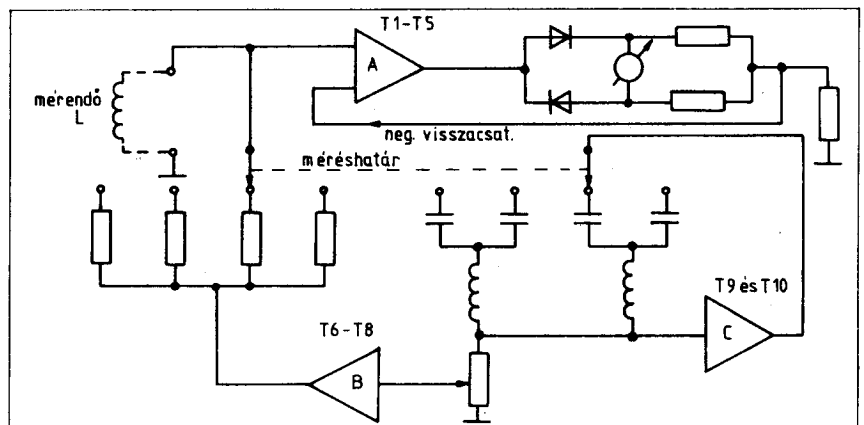 T1-T5
A
mérendő
L
neg. visszacsat.
méréshatár
T9 és T10
T6-T8
C
B